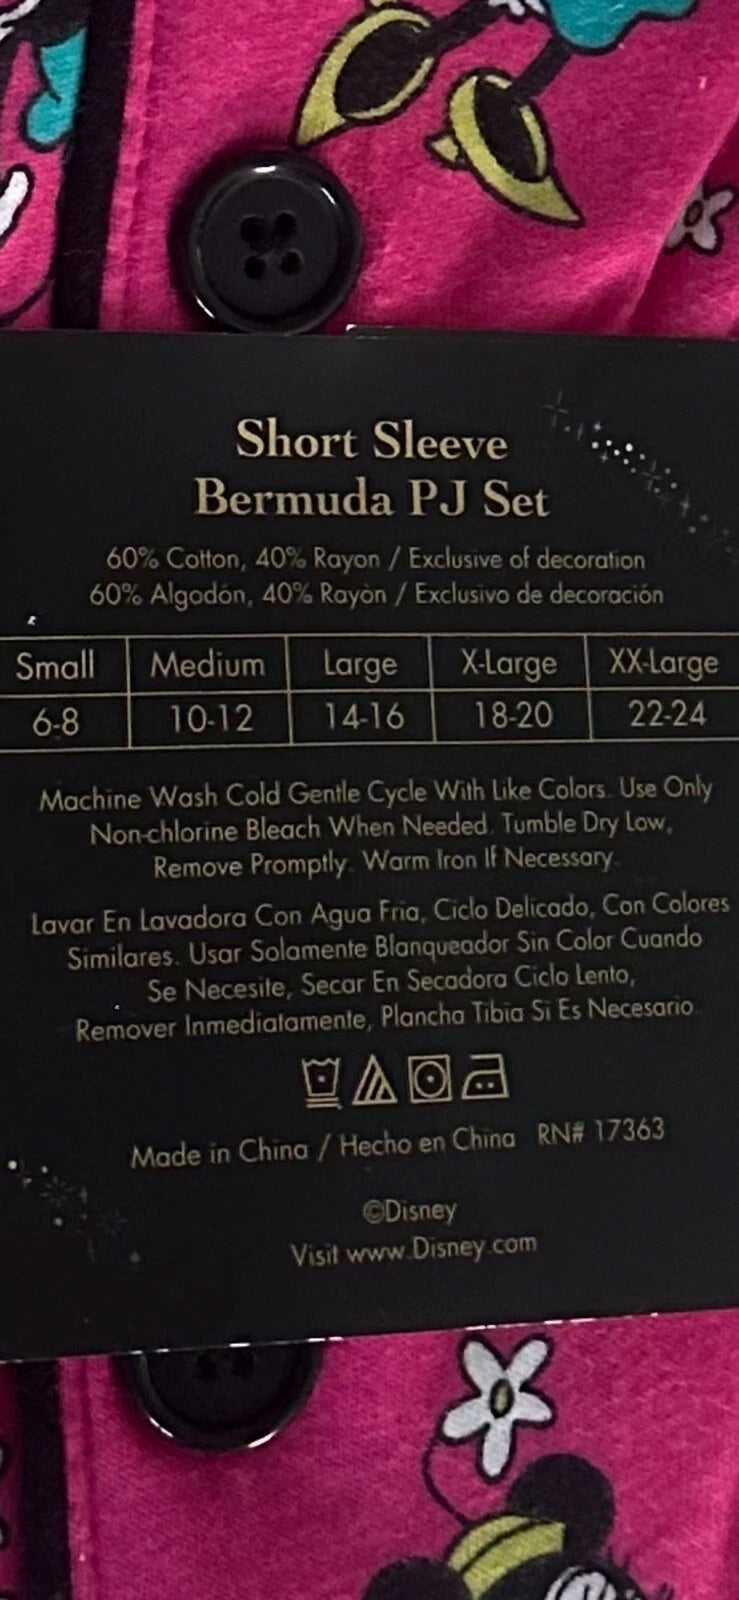 Short Sleeve
Bermuda PJ Set
60% Cotton, 40% Rayon / Exclusive of decoration
60% Algodón, 40% Rayòn / Exclusivo de decoración
Small Medium Large X-Large XX-Large
6-8 10-12 14-16 18-20 22-24
Machine Wash Cold Gentle Cycle With Like Colors. Use Only
Non-chlorine Bleach When Needed. Tumble Dry Low,
Remove Promptly. Warm Iron If Necessary.
Lavar En Lavadora Con Agua Fria, Ciclo Delicado, Con Colores
Similares. Usar Solamente Blanqueador Sin Color Cuando
Se Necesite, Secar En Secadora Ciclo Lento,
Remover Inmediatamente, Plancha Tibia Si Es Necesario
Made in China / Hecho en China RN# 17363
©Disney
Visit www.Disney.com